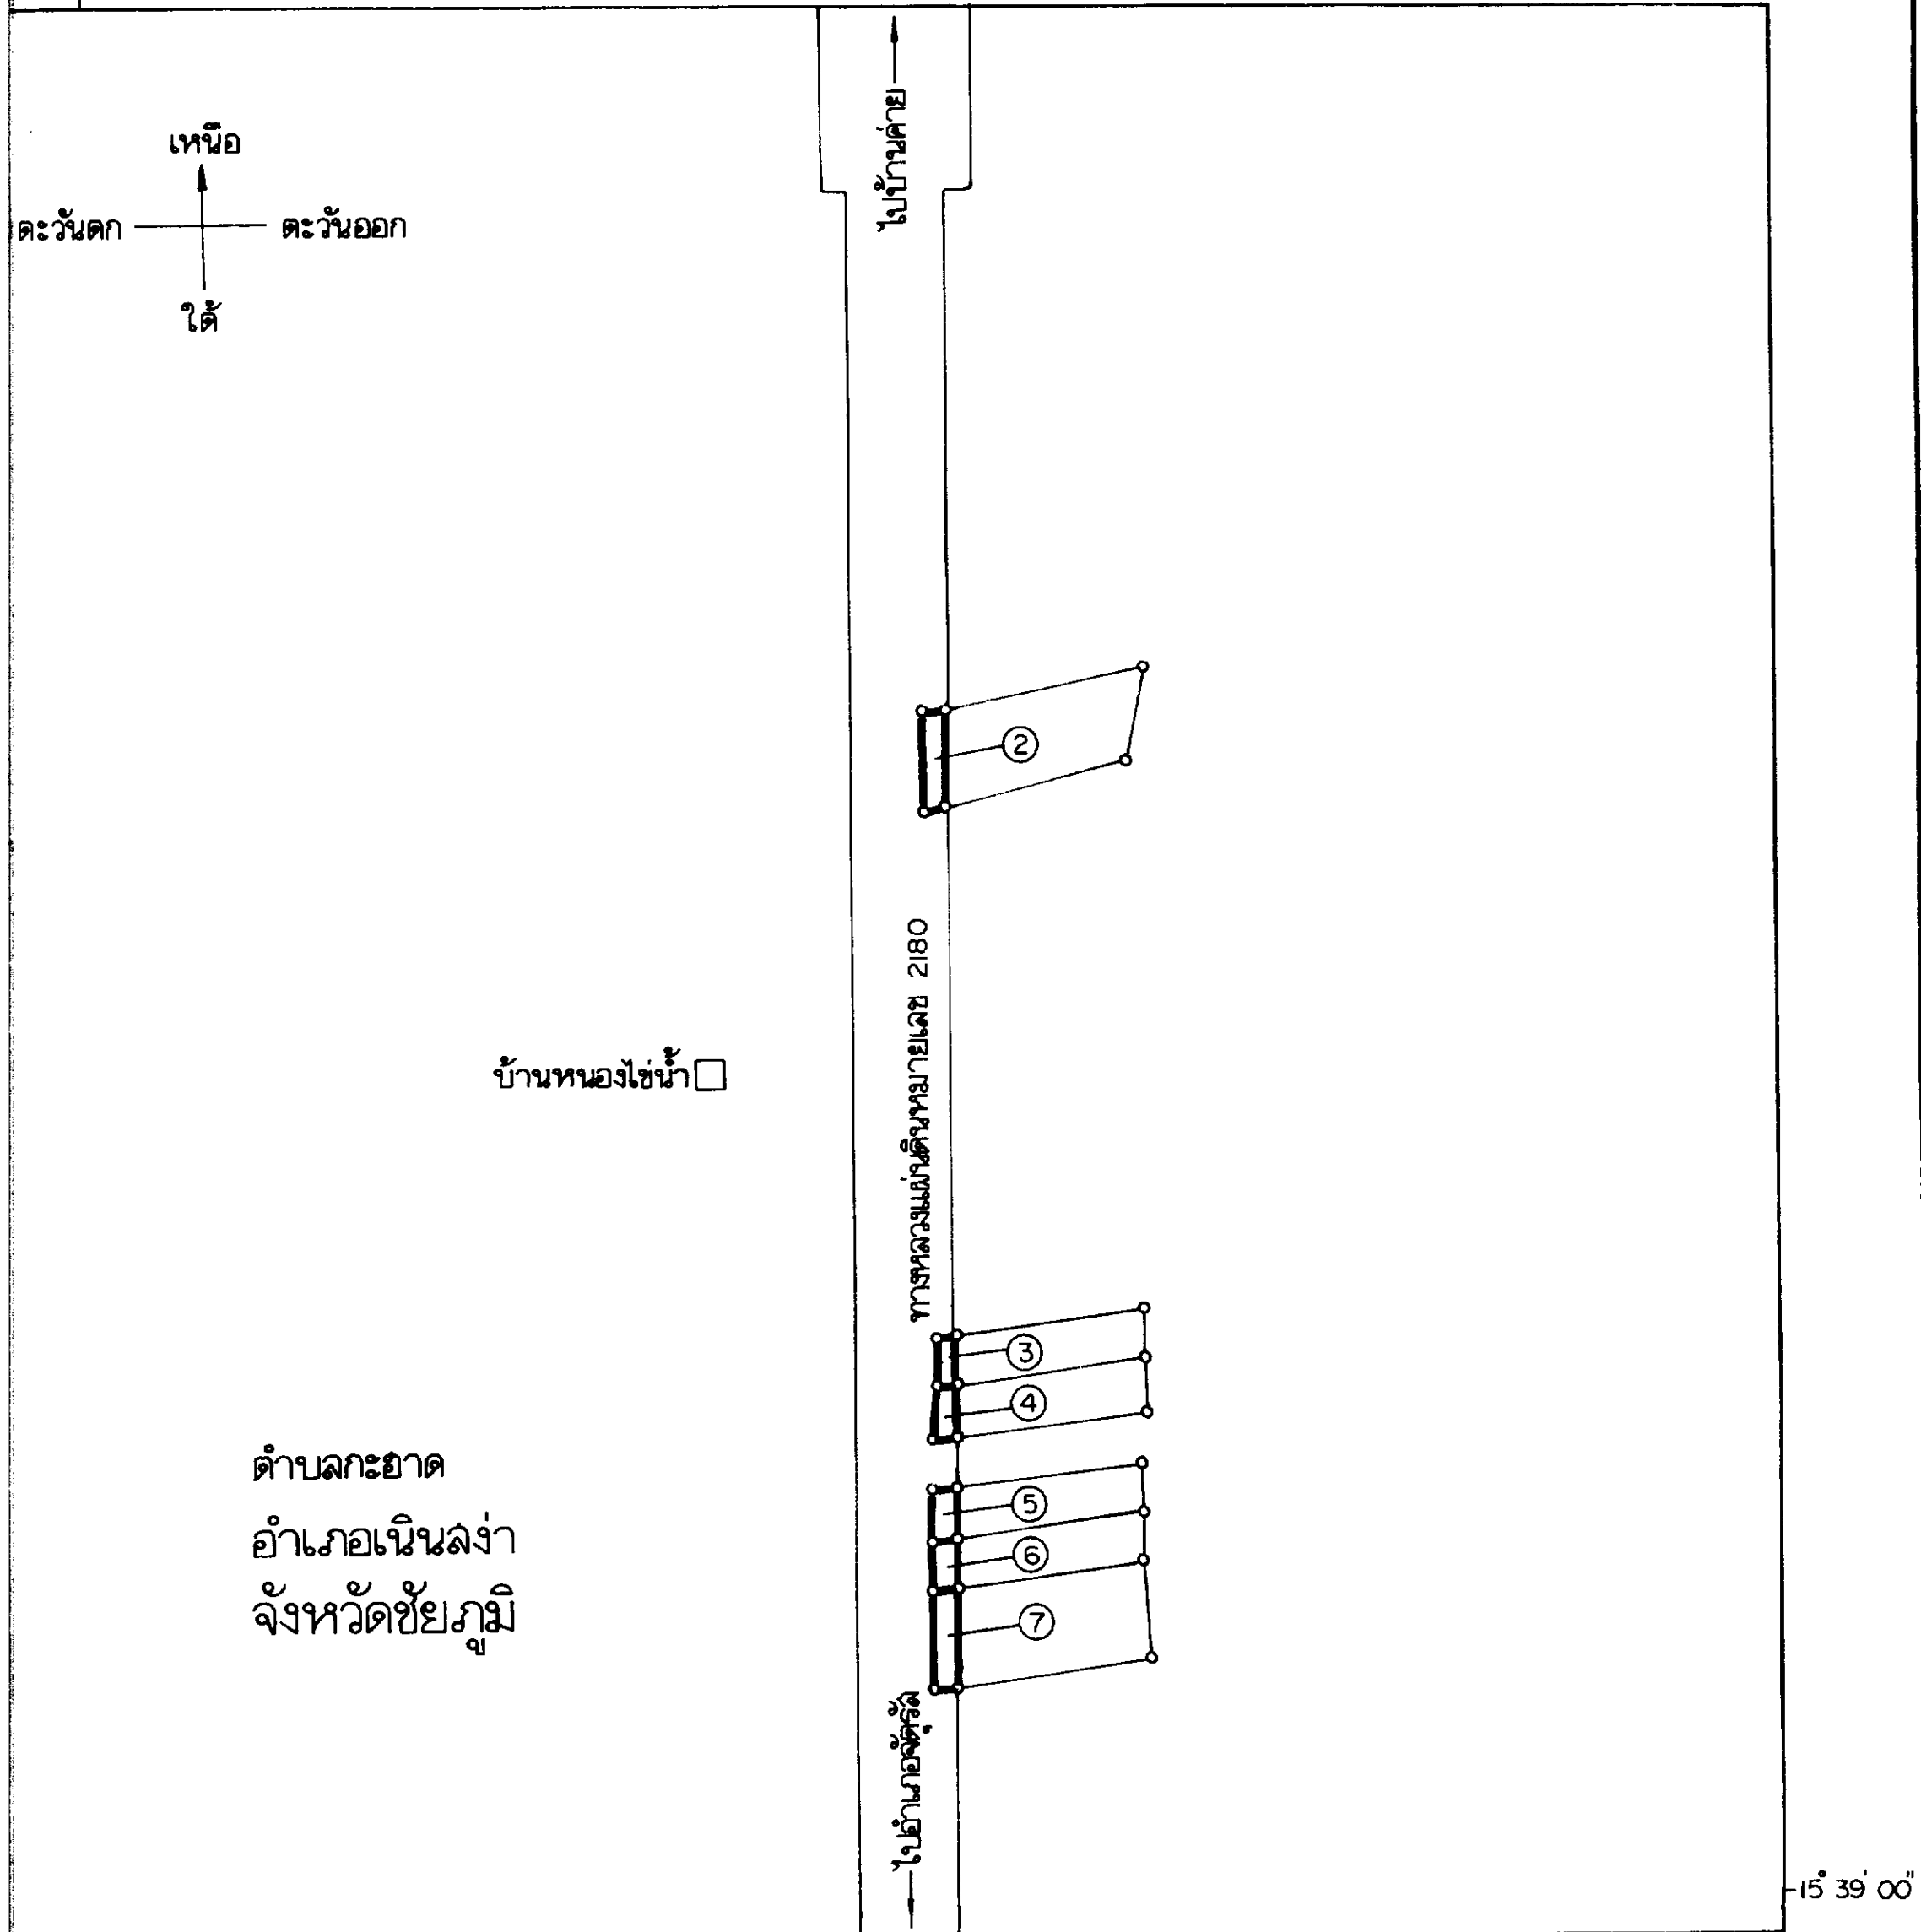 เหนือ
ตะวันตก
ตะวันออก
ใต้
ไปบ้านค่าย
2
ทางหลวงแผ่นดินหมายเลข 2180
บ้านหนองไข่น้ำ
3
4
5
6
7
ตำบลกะฮาด
อำเภอเนินสง่า
จังหวัดชัยภูมิ
ไปอำเภอจัตุรัส
15° 39' 00"